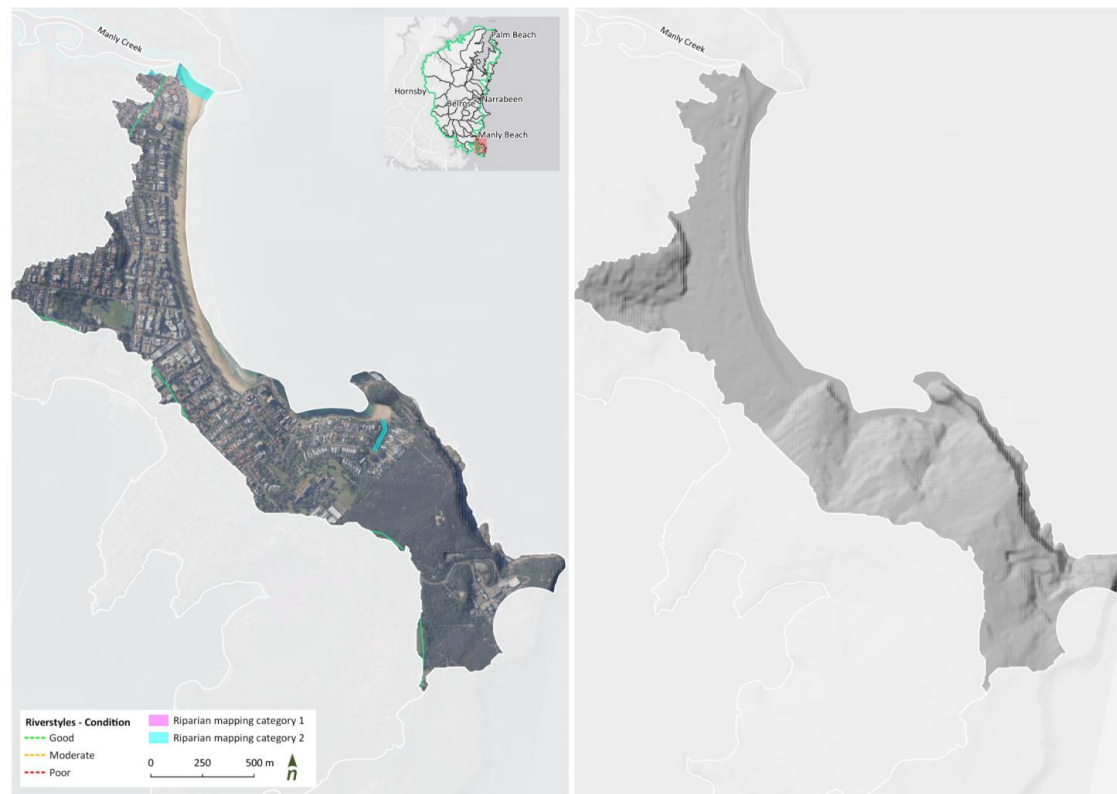 Manly Creek
Palm Beach
Hornsby
Narrabeen
Belrose
Manly Beach
Riverstyles - Condition
Good
Moderate
Poor
Riparian mapping category 1
Riparian mapping category 2
0 250 500 m
n
Manly Creek